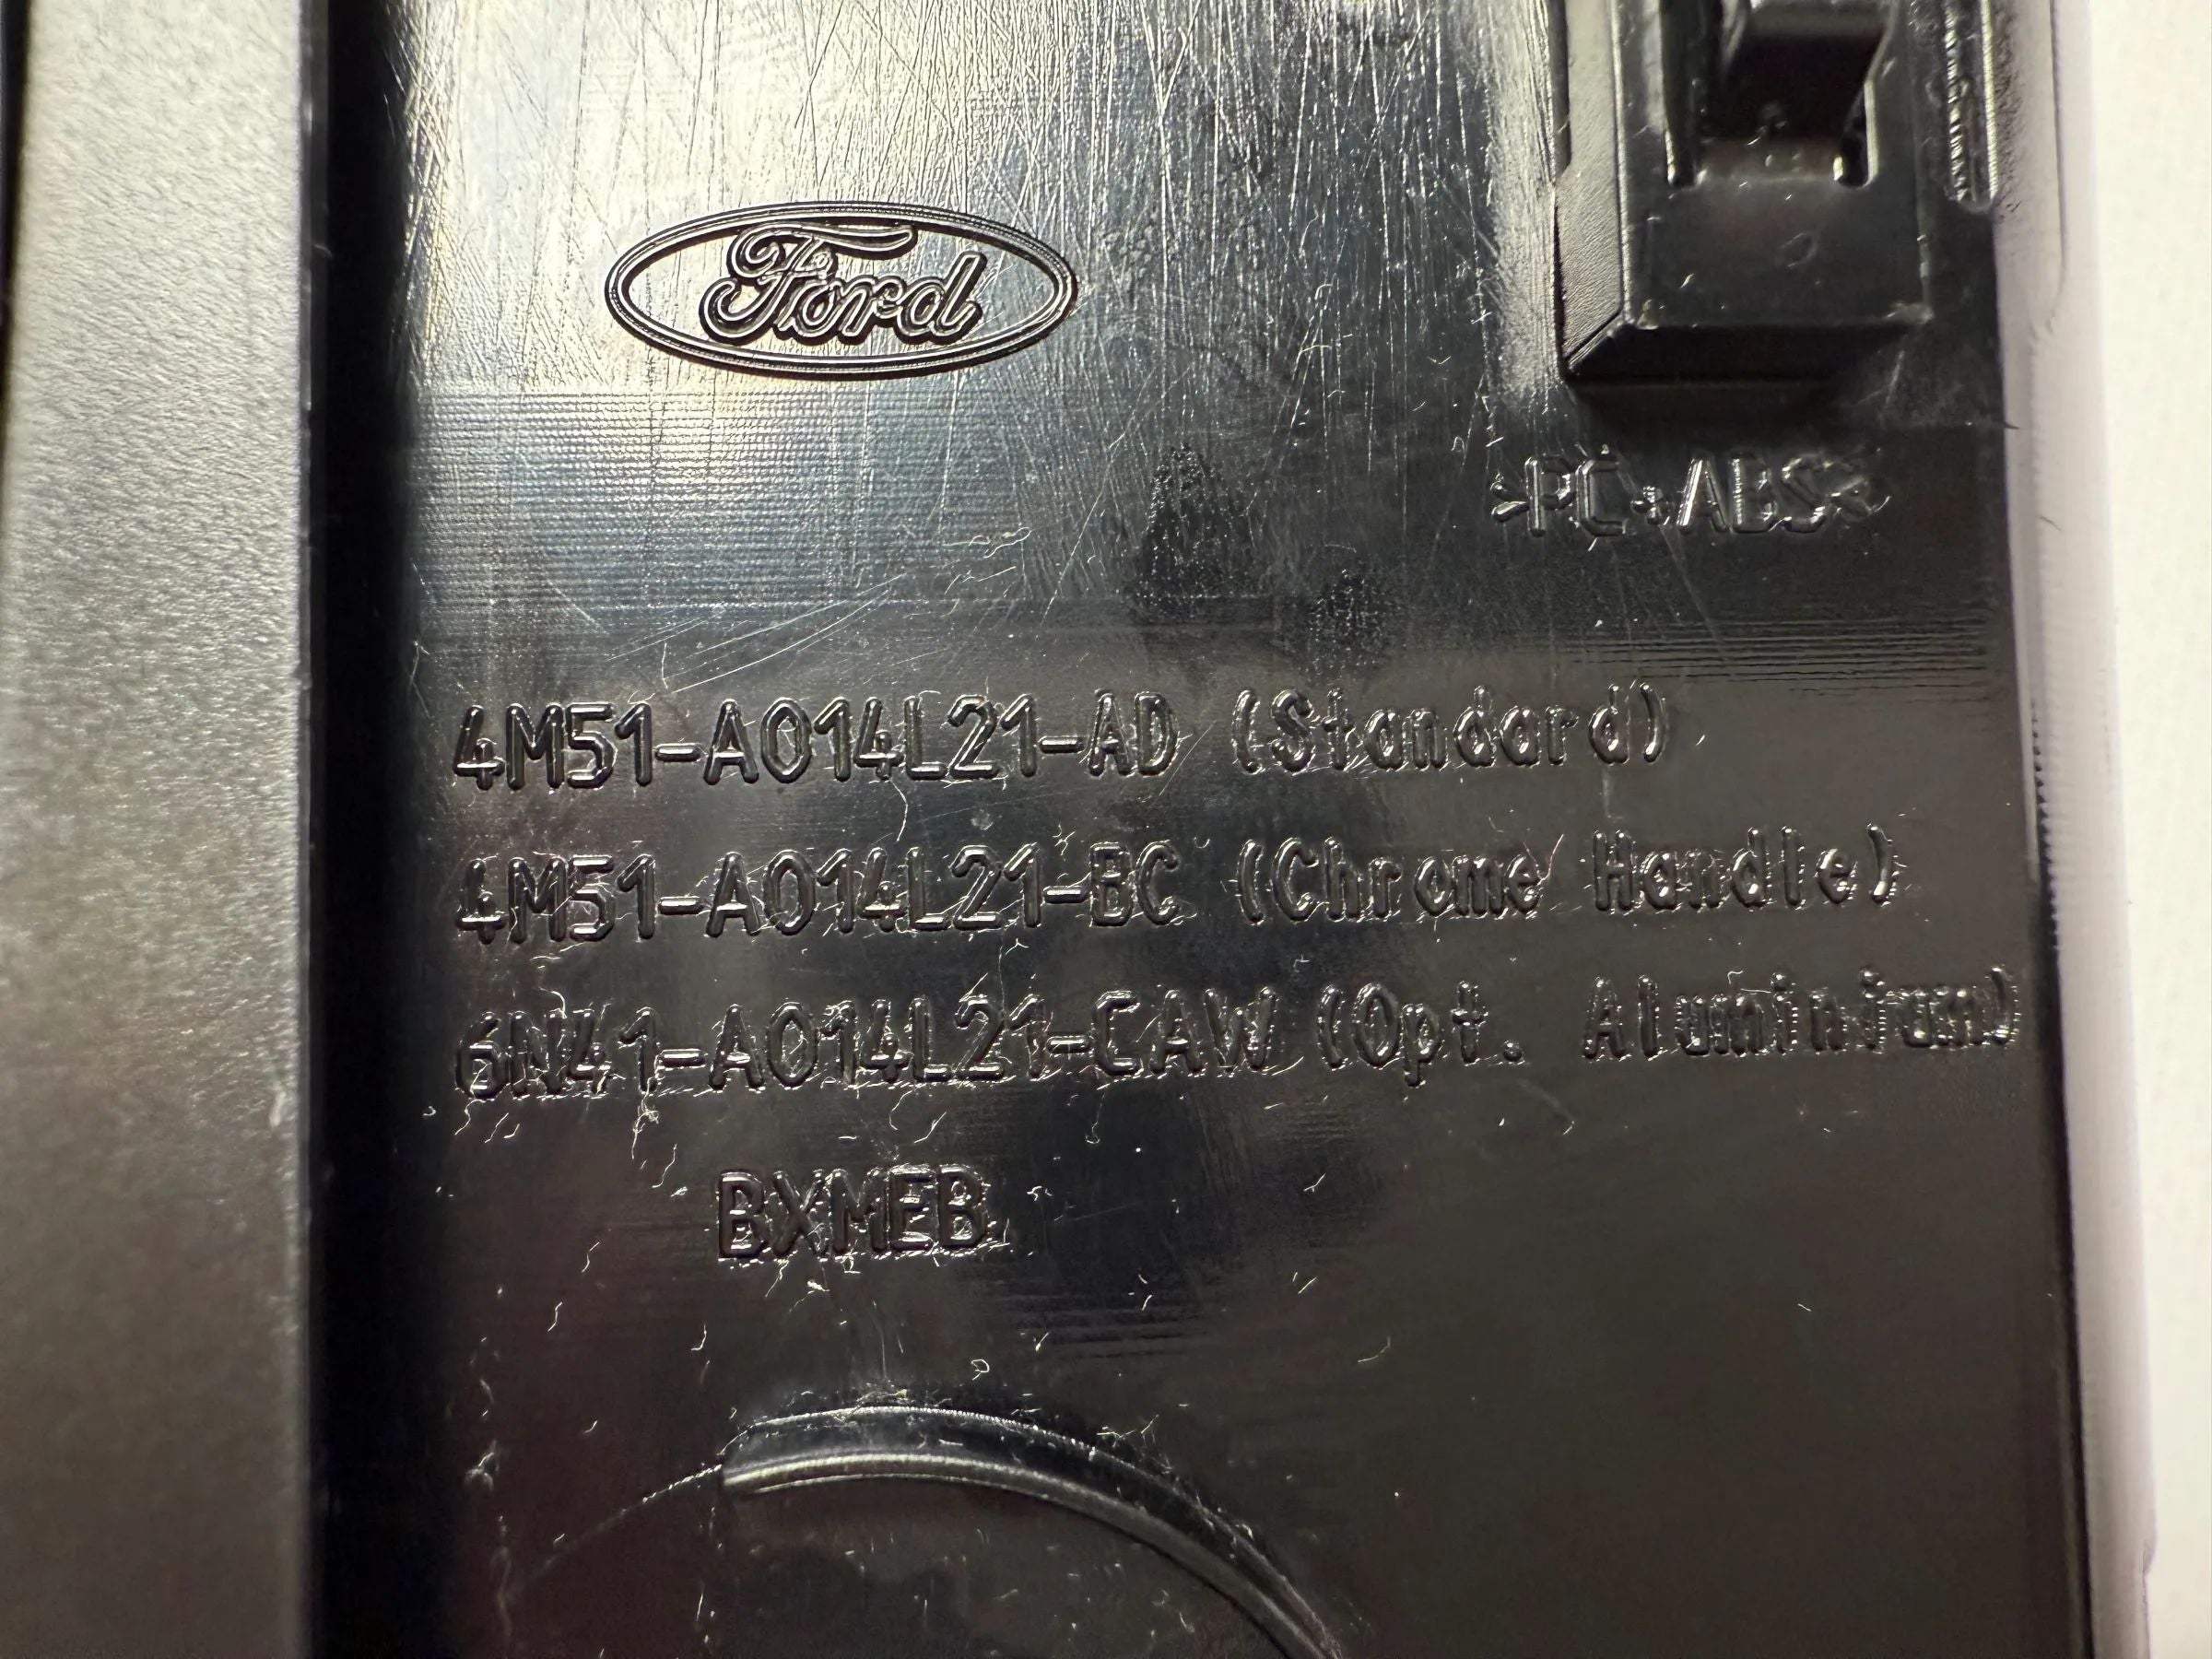 Ford
>PC+ABS<
4M51-A014L21-AD (Standard)
4M51-A014L21-BC (Chrome Handle)
6N41-A014L21-CAW (Opt. Aluminium)
BXMEB